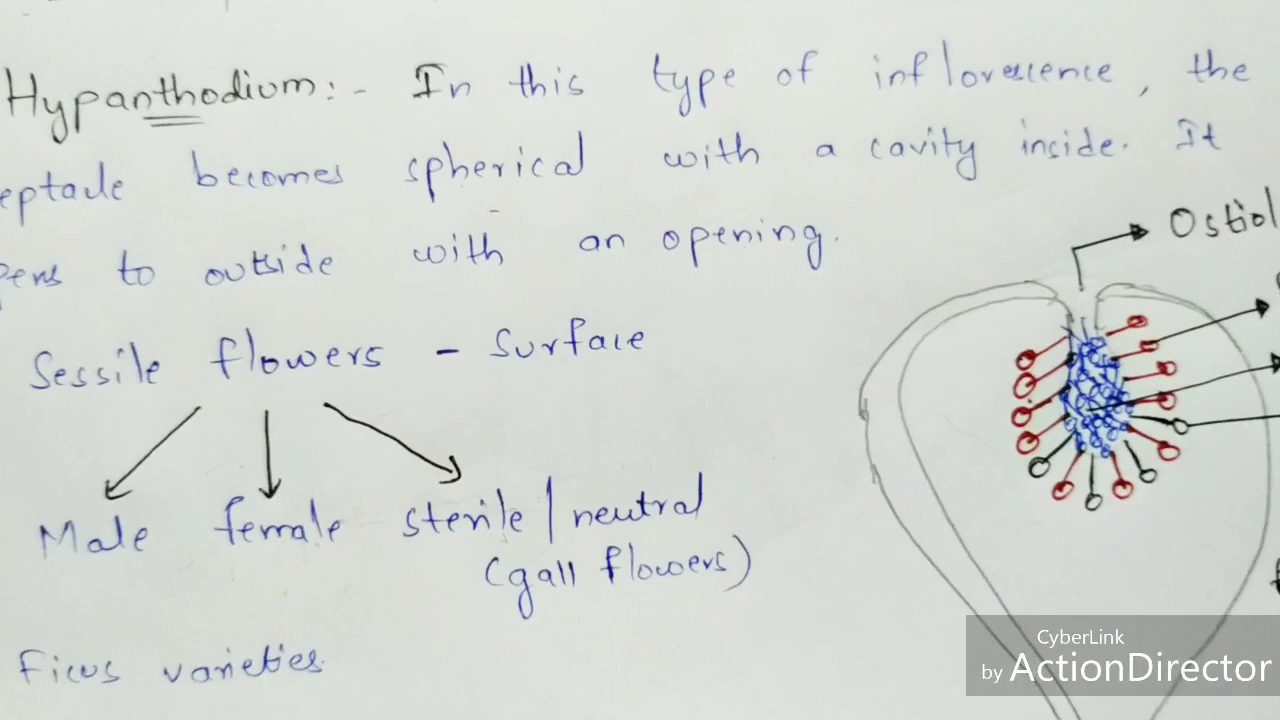 Hypanthodium:- In this type of inflorescence, the
eptacle becomes spherical with a cavity inside. It
pens to outside with an opening.
Ostiol
Sessile flowers - Surface
Male female sterile/neutral
(gall flowers)
Ficus varieties
CyberLink
by ActionDirector